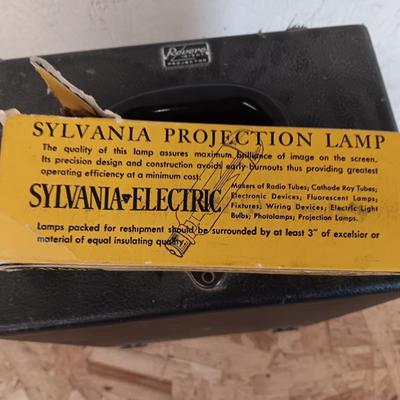 Revere
EIGHT
PROJECTOR
SYLVANIA PROJECTION LAMP
The quality of this lamp assures maximum brilliance of image on the screen.
Its precision design and construction avoids early burnouts thus providing greatest
operating efficiency at a minimum cost.
SYLVANIA ELECTRIC
Makers of Radio Tubes; Cathode Ray Tubes;
Electronic Devices; Fluorescent Lamps,
Fixtures; Wiring Devices; Electric Light
Bulbs; Photolamps; Projection Lamps.
Lamps packed for reshipment should be surrounded by at least 3" of excelsior or
material of equal insulating quality.